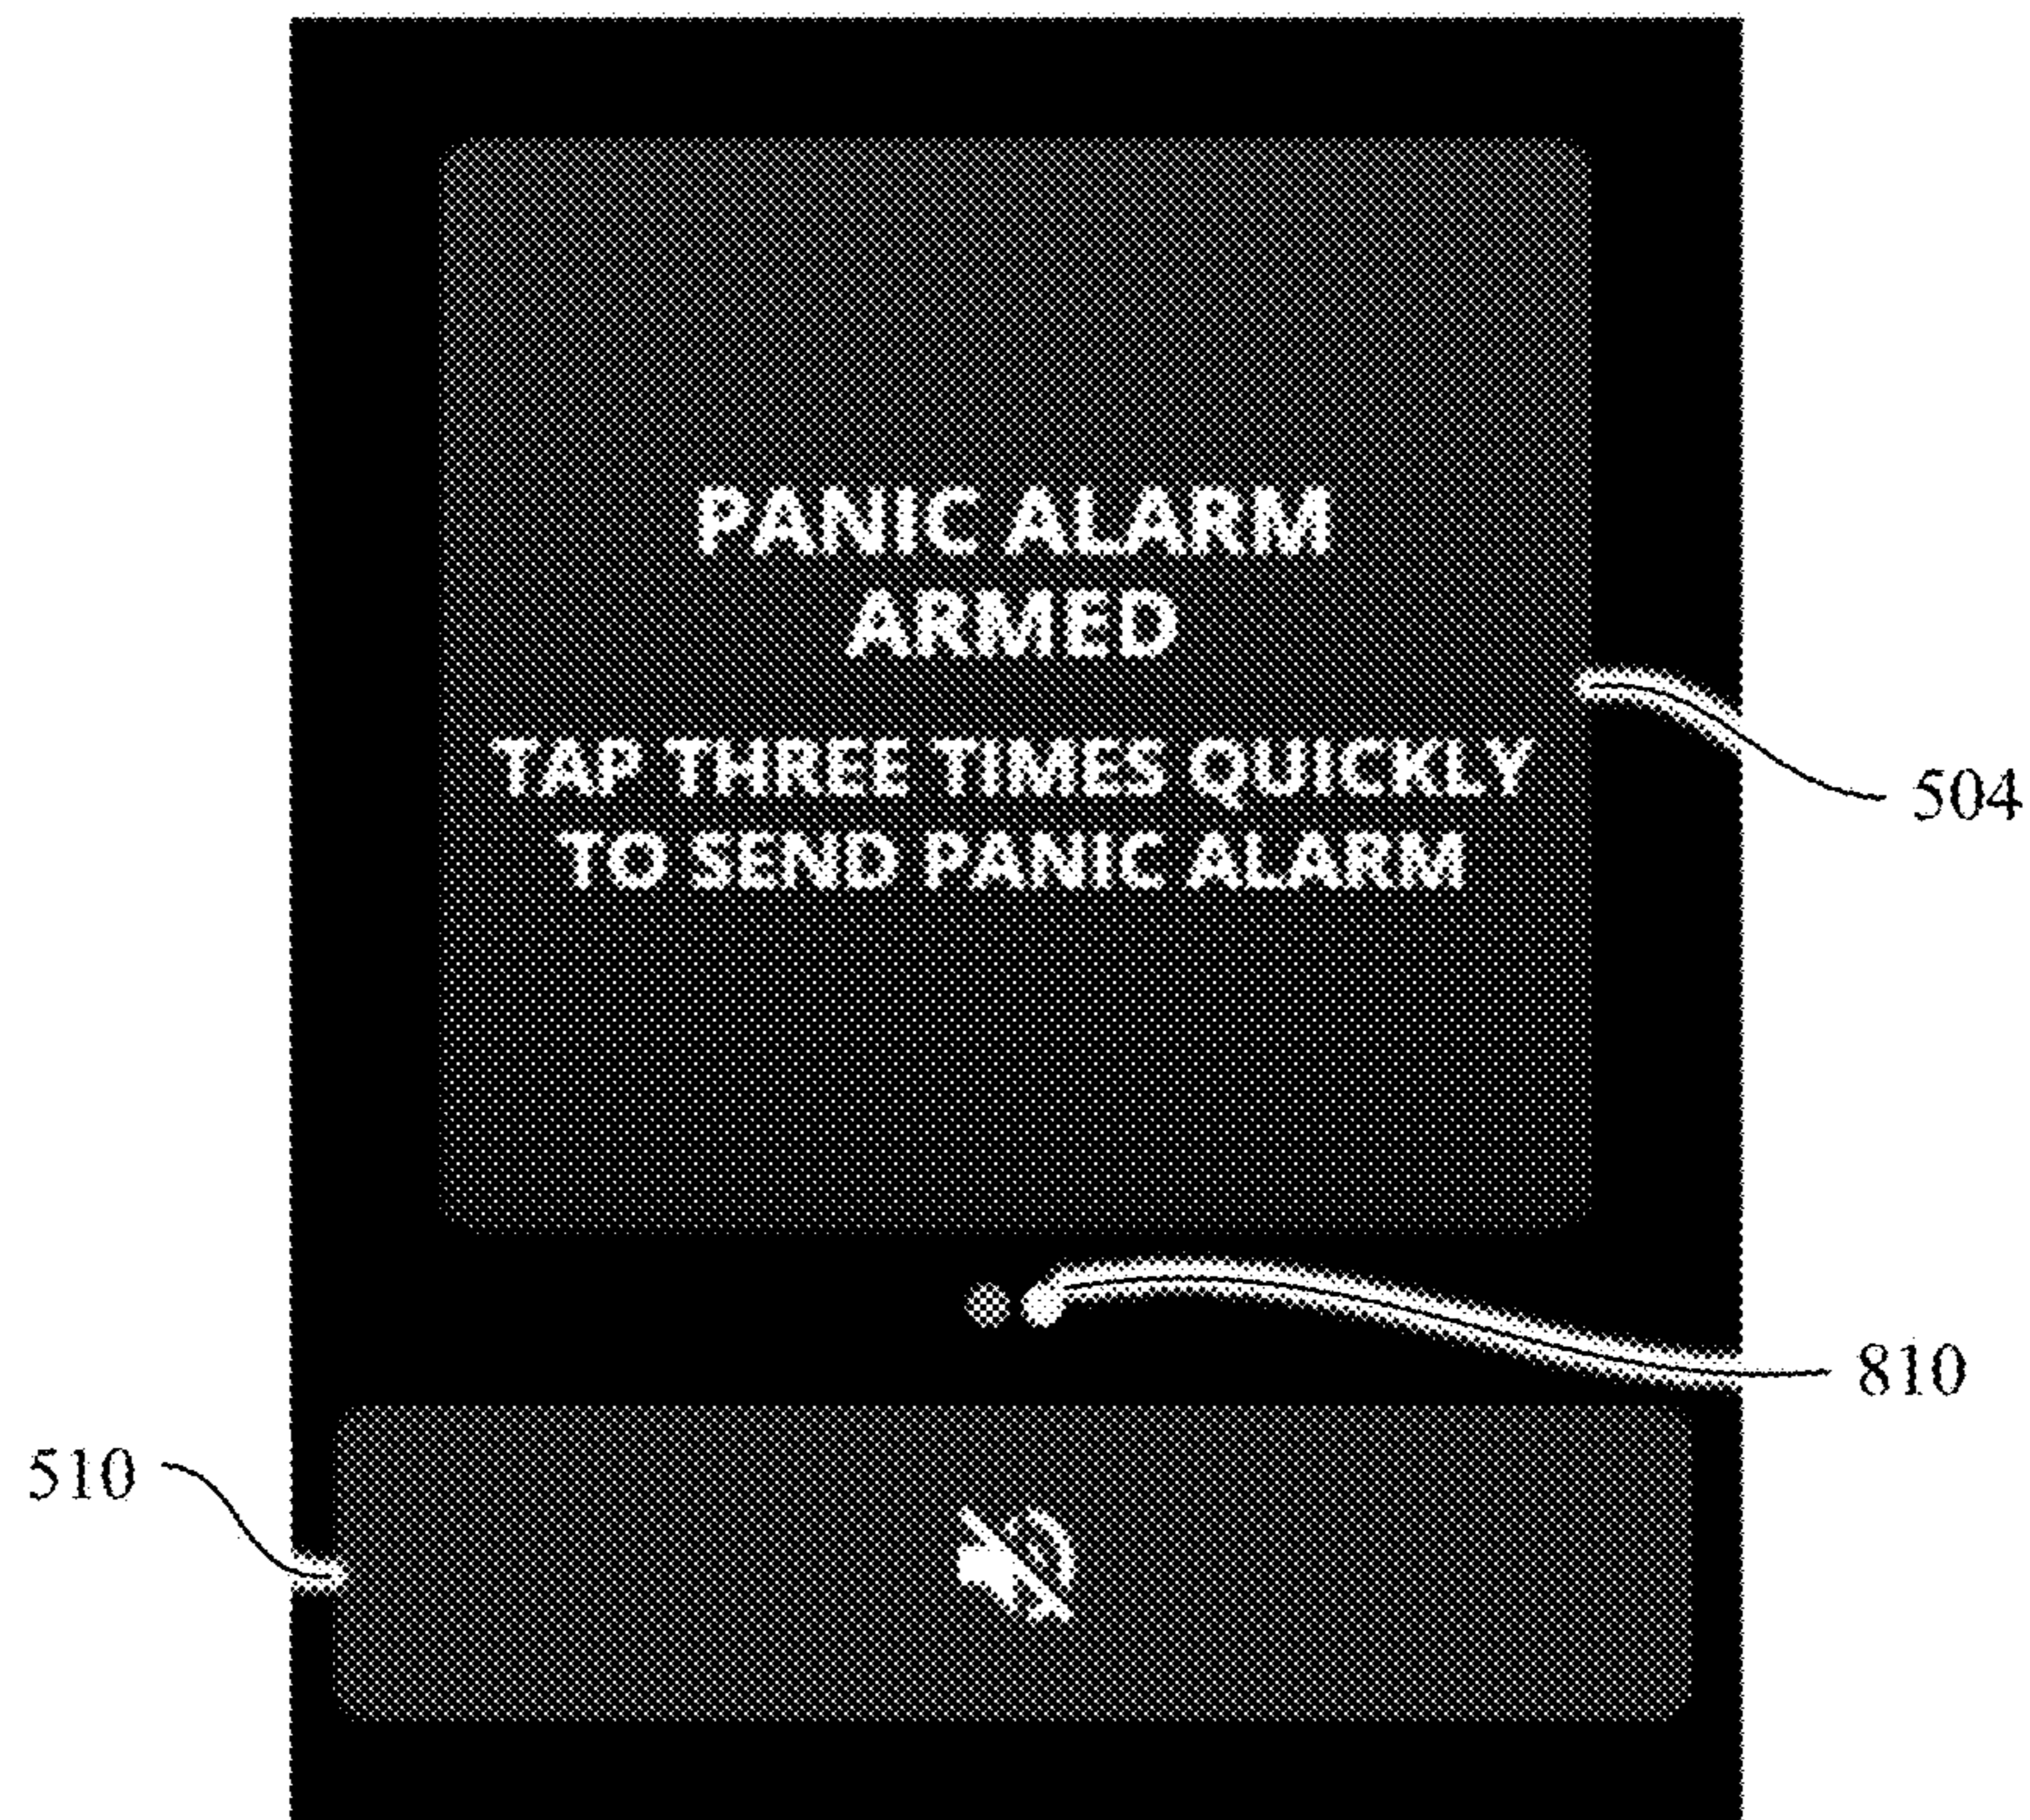 PANIC ALARM
ARMED
TAP THREE TIMES QUICKLY
TO SEND PANIC ALARM
504
810
510